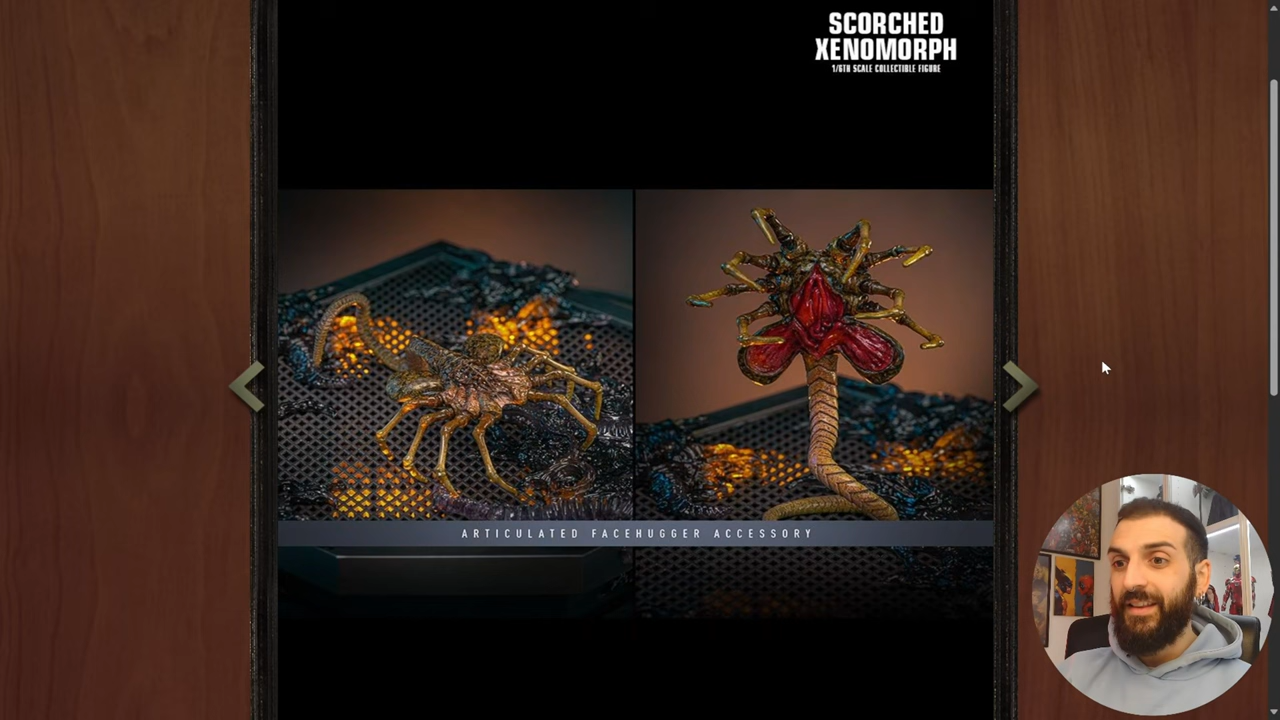 SCORCHED
XENOMORPH
1/6TH SCALE COLLECTIBLE FIGURE
ARTICULATED FACEHUGGER ACCESSORY